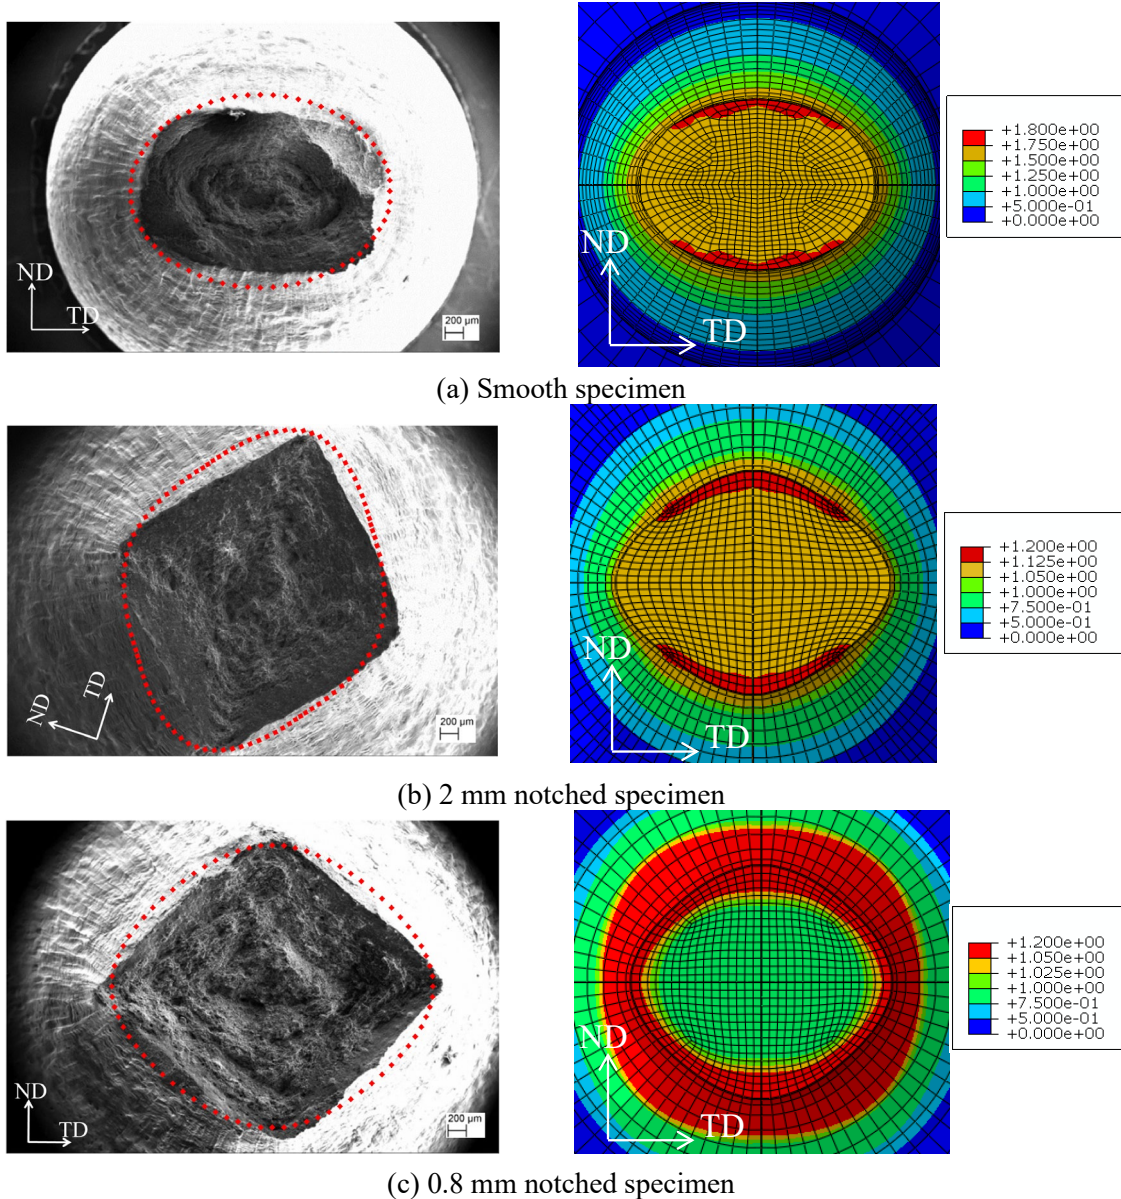 ND
TD
200 µm
ND
TD
+1.800e+00
+1.750e+00
+1.500e+00
+1.250e+00
+1.000e+00
+5.000e-01
+0.000e+00
(a) Smooth specimen
ND
TD
200 µm
ND
TD
+1.200e+00
+1.125e+00
+1.050e+00
+1.000e+00
+7.500e-01
+5.000e-01
+0.000e+00
(b) 2 mm notched specimen
ND
TD
200 µm
ND
TD
+1.200e+00
+1.050e+00
+1.025e+00
+1.000e+00
+7.500e-01
+5.000e-01
+0.000e+00
(c) 0.8 mm notched specimen